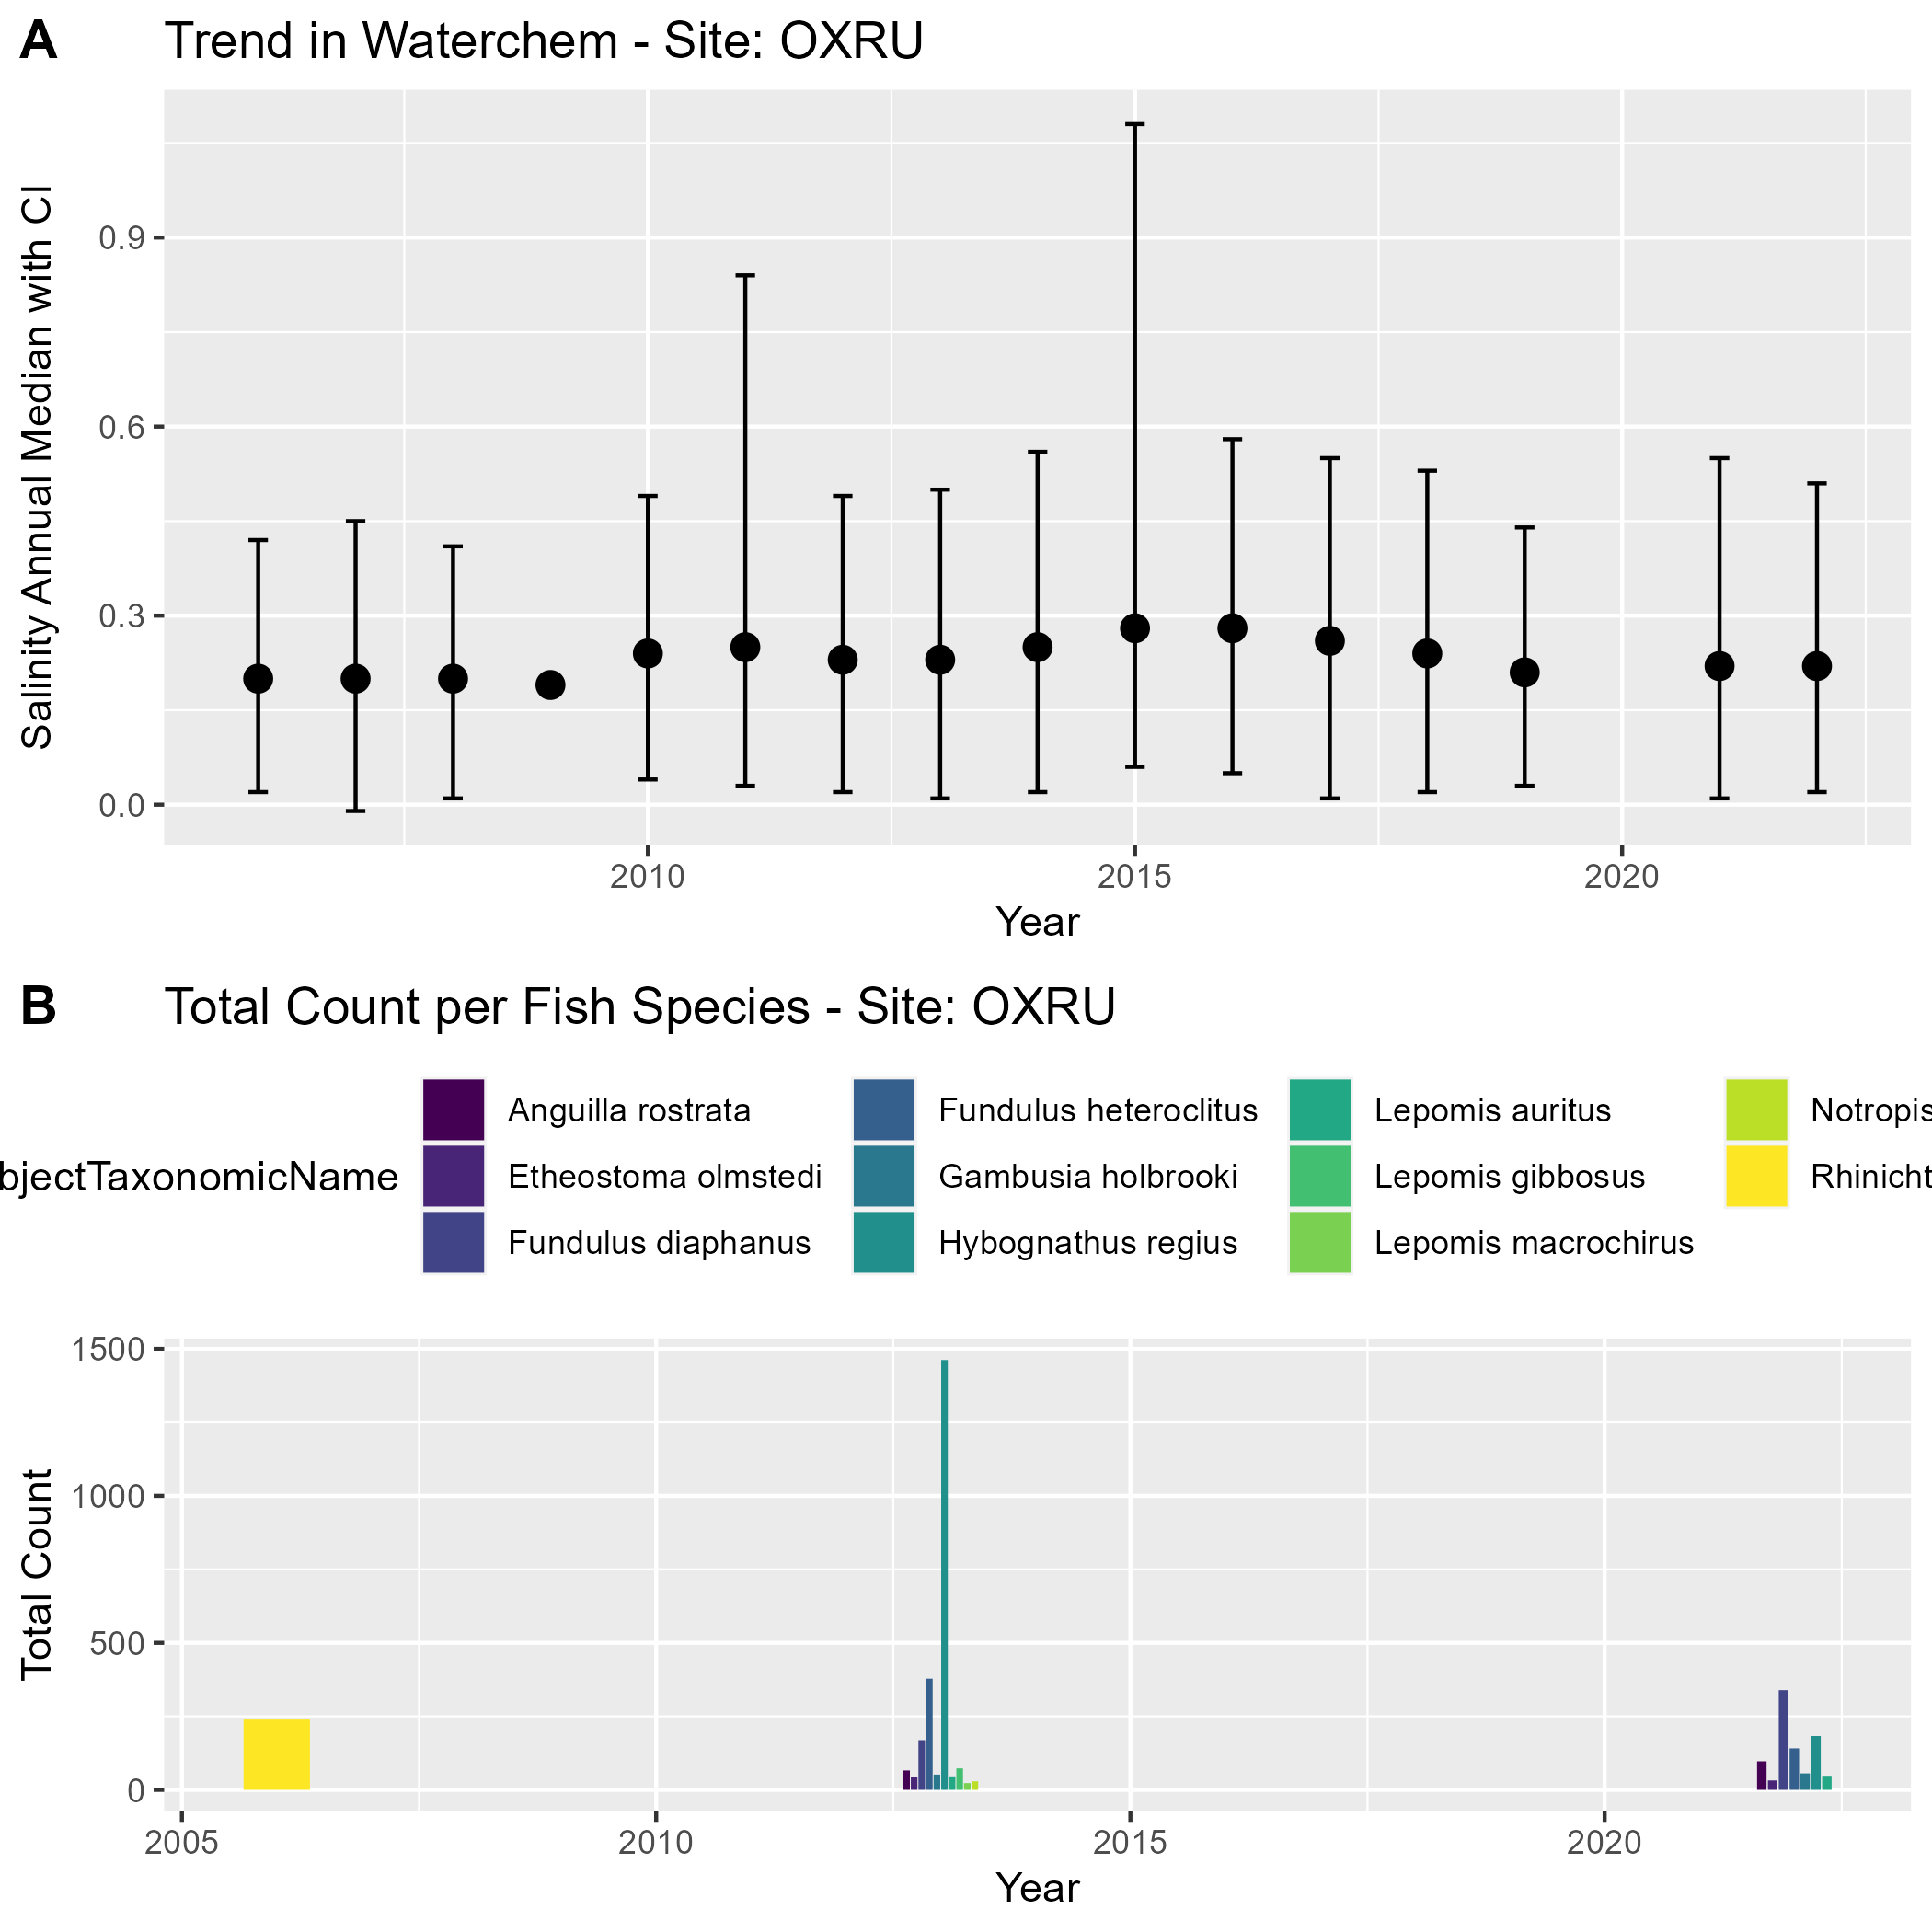 A Trend in Waterchem - Site: OXRU
Salinity Annual Median with CI
0.9
0.6
0.3
0.0
2010 2015 2020
Year
B Total Count per Fish Species - Site: OXRU
bjectTaxonomicName
Anguilla rostrata Fundulus heteroclitus Lepomis auritus Notropis
Etheostoma olmstedi Gambusia holbrooki Lepomis gibbosus Rhinicht
Fundulus diaphanus Hybognathus regius Lepomis macrochirus
Total Count
1500
1000
500
0
2005 2010 2015 2020
Year